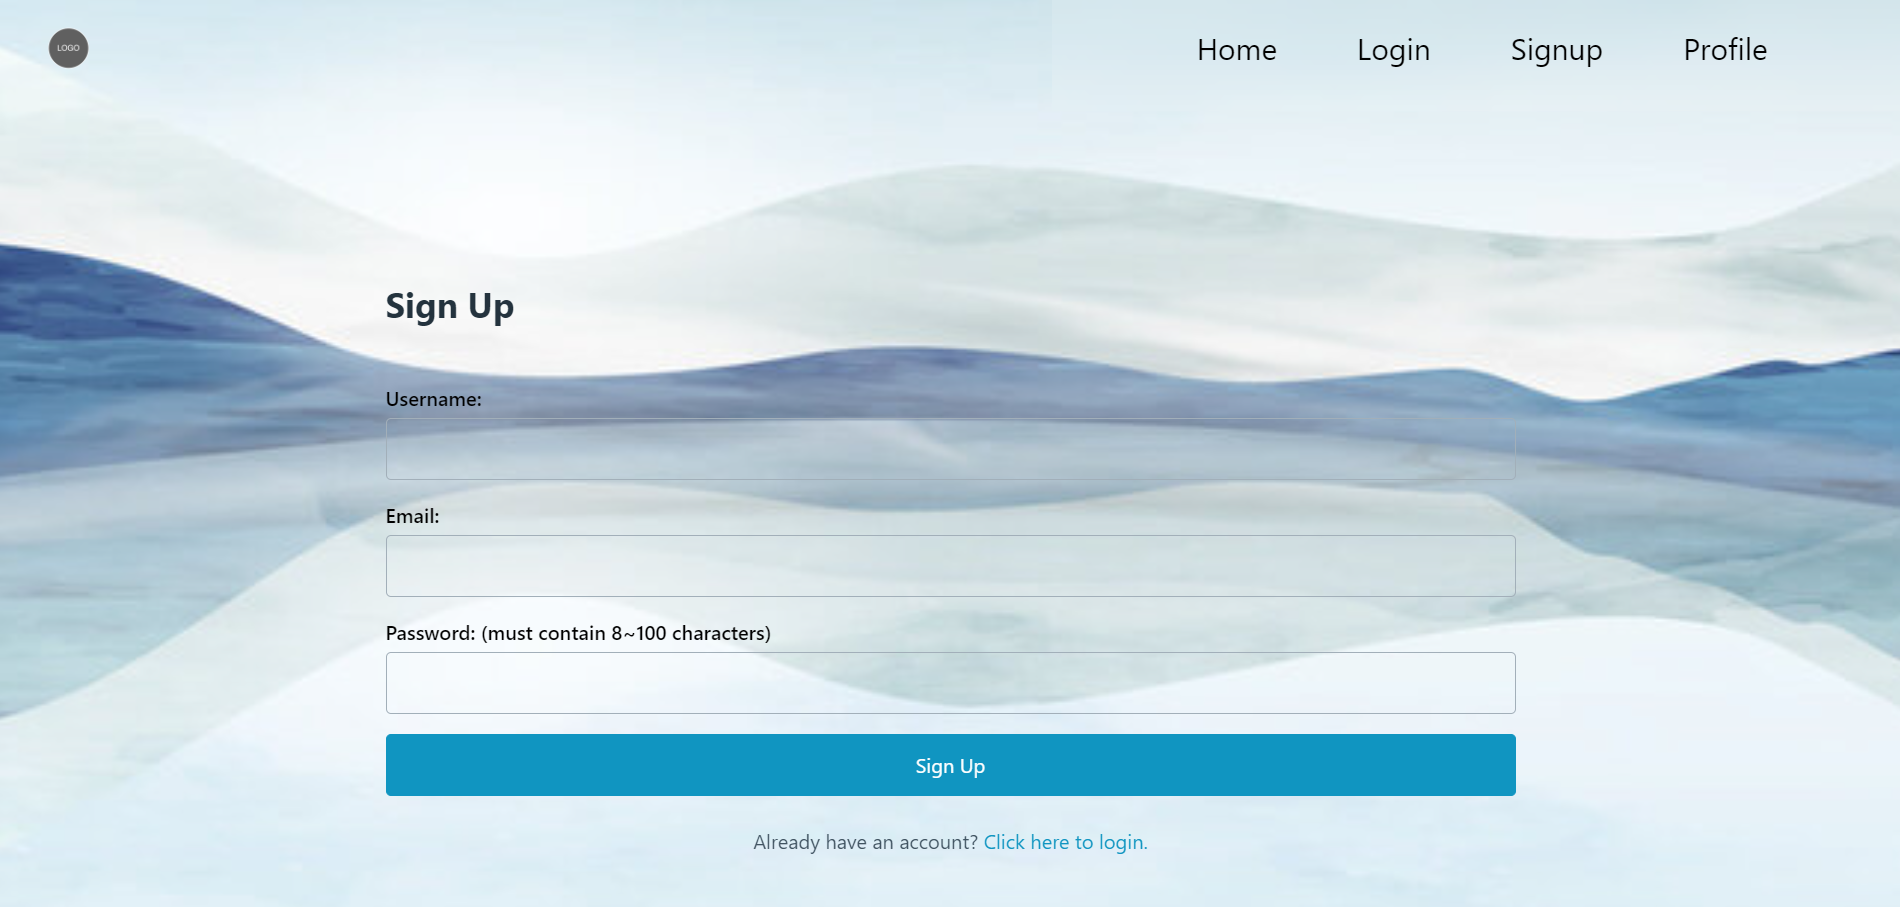 LOGO
Home Login Signup Profile
Sign Up
Username:
Email:
Password: (must contain 8~100 characters)
Sign Up
Already have an account? Click here to login.